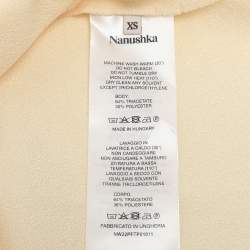 XS
Nanushka
MACHINE WASH WARM (30°)
DO NOT BLEACH
DO NOT TUMBLE DRY
IRON LOW HEAT (110°)
DRY CLEAN ANY SOLVENT
EXCEPT TRICHLOROETHYLENE
BODY:
64% TRIACETATE
36% POLYESTER
MADE IN HUNGARY
LAVAGGIO IN
LAVATRICE A CALDO (30°)
NON CANDEGGIARE
NON ASCIUGARE A TAMBURO
STIRATURA A BASSA
TEMPERATURA (110°)
LAVAGGIO A SECCO CON
QUALSIASI SOLVENTE
TRANNE TRICLOROETILENE
CORPO:
64% TRIACETATO
36% POLIESTERE
FABBRICATO IN UNGHERIA